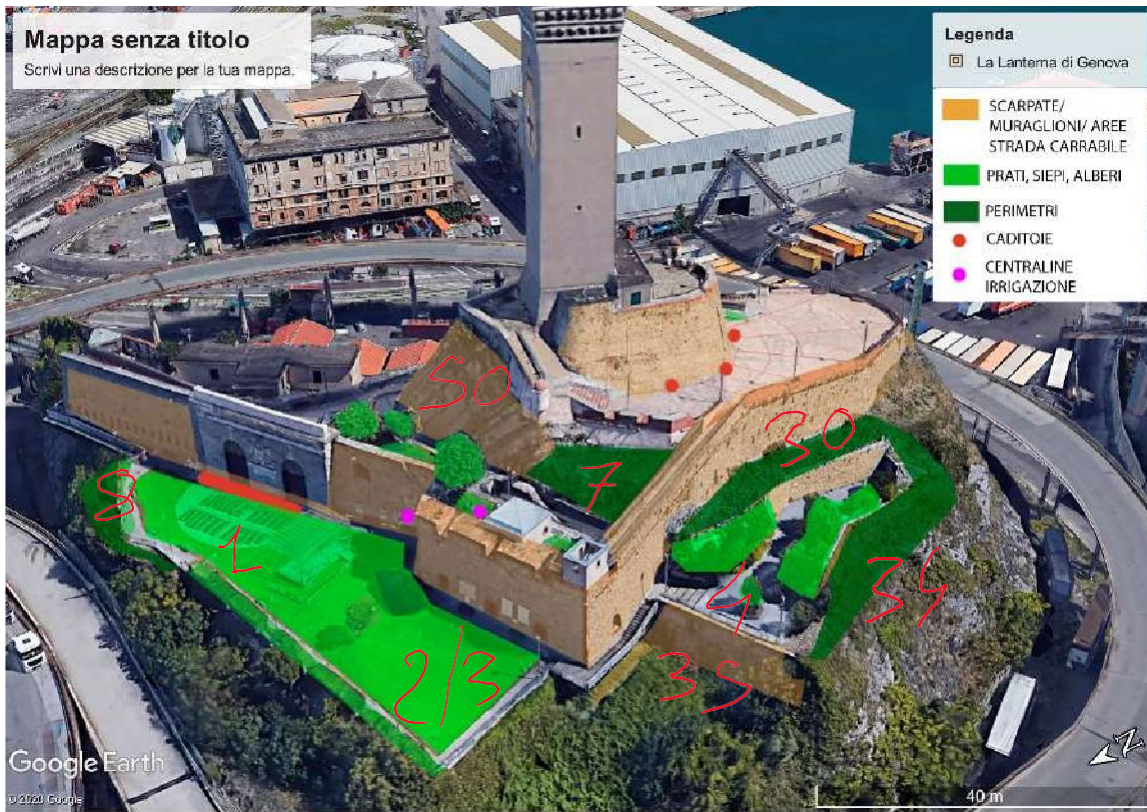 Mappa senza titolo
Scrivi una descrizione per la tua mappa.
Legenda
La Lanterna di Genova
SCARPATE/
MURAGLIONI/ AREE
STRADA CARRABILE
PRATI, SIEPI, ALBERI
PERIMETRI
CADITOIE
CENTRALINE
IRRIGAZIONE
50
30
7
8
1
4
34
2/3
35
Google Earth
© 2020 Google
N
40 m